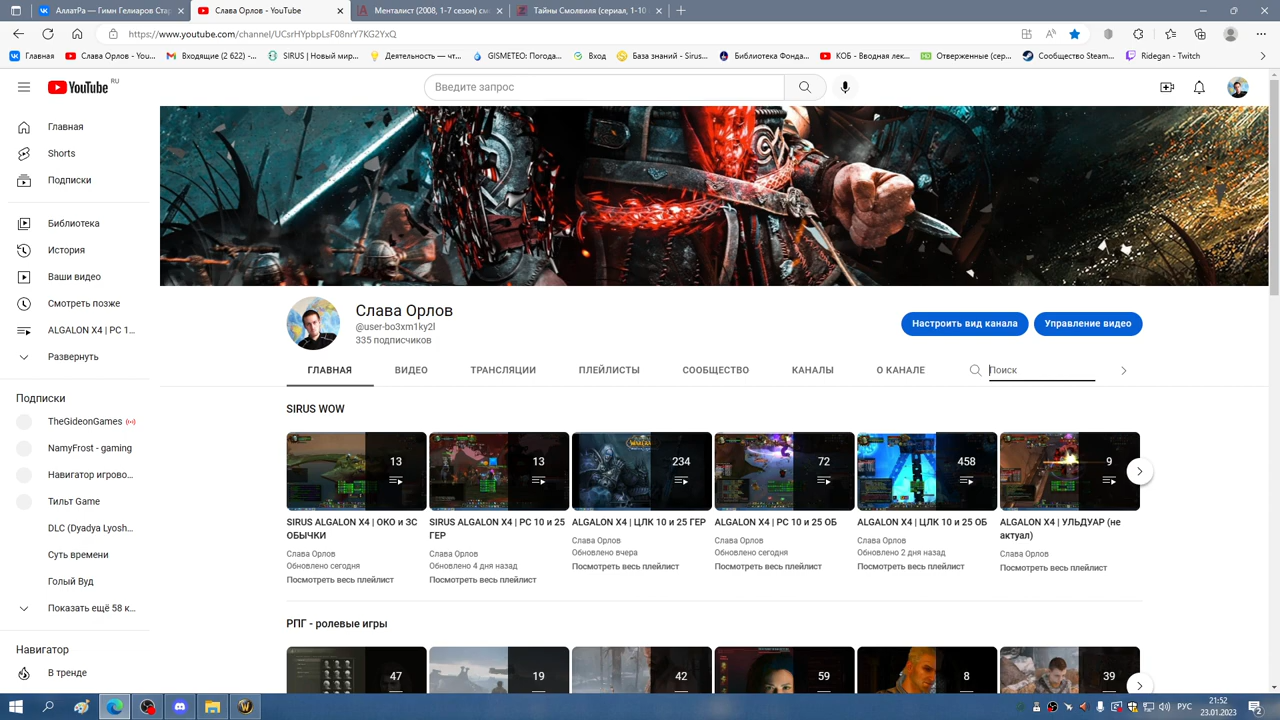 АллатРа — Гимн Гитлера Стар
Слава Орлов - YouTube
Менталист (2008, 1-7 сезон) см
Тайны Смолвиля (сериал, 1-10
https://www.youtube.com/channel/UCsrHYpbpLsF08nrY7KG2YxQ
Главная
Слава Орлов - You...
Входящие (2 622) -...
SIRUS | Новый мир...
Деятельность — чт...
GISMETEO: Погода...
Вход
База знаний - Sirus...
Библиотека Фонда...
КОБ - Вводная лек...
Отверженные (сер...
Сообщество Steam...
Ridegan - Twitch
YouTube RU
Введите запрос
Главная
Shorts
Подписки
Библиотека
История
Ваши видео
Смотреть позже
ALGALON X4 | РС 1...
Развернуть
Подписки
TheGideonGames
NamyFrost - gaming
Навигатор игрово...
Тильт Game
DLC (Dyadya Lyosh...
Суть времени
Голый Вуд
Показать ещё 58 к...
Навигатор
В тренде
Слава Орлов
@user-bo3xm1ky2l
335 подписчиков
Настроить вид канала
Управление видео
ГЛАВНАЯ
ВИДЕО
ТРАНСЛЯЦИИ
ПЛЕЙЛИСТЫ
СООБЩЕСТВО
КАНАЛЫ
О КАНАЛЕ
Поиск
SIRUS WOW
13
SIRUS ALGALON X4 | ОКО и ЗС
ОБЫЧКИ
Слава Орлов
Обновлено сегодня
Посмотреть весь плейлист
13
SIRUS ALGALON X4 | РС 10 и 25
ГЕР
Слава Орлов
Обновлено 4 дня назад
Посмотреть весь плейлист
234
ALGALON X4 | ЦЛК 10 и 25 ГЕР
Слава Орлов
Обновлено вчера
Посмотреть весь плейлист
72
ALGALON X4 | РС 10 и 25 ОБ
Слава Орлов
Обновлено сегодня
Посмотреть весь плейлист
458
ALGALON X4 | ЦЛК 10 и 25 ОБ
Слава Орлов
Обновлено 2 дня назад
Посмотреть весь плейлист
9
ALGALON X4 | УЛЬДУАР (не
актуал)
Слава Орлов
Посмотреть весь плейлист
РПГ - ролевые игры
47
19
42
59
8
39
РУС
21:52
23.01.2023
2